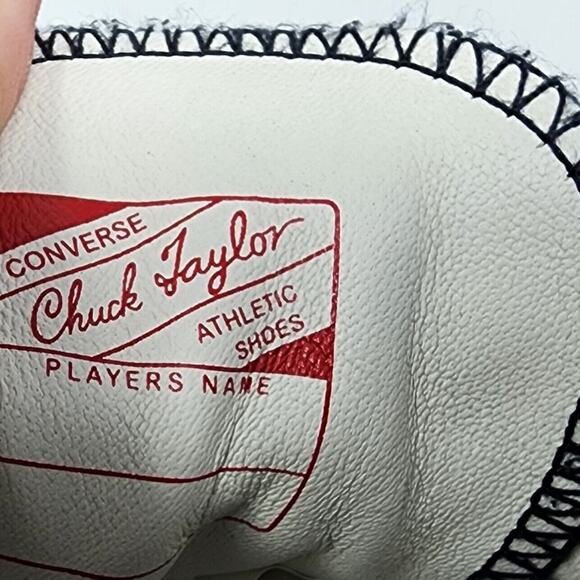 CONVERSE
Chuck Taylor
ATHLETIC
SHOES
PLAYERS NAME